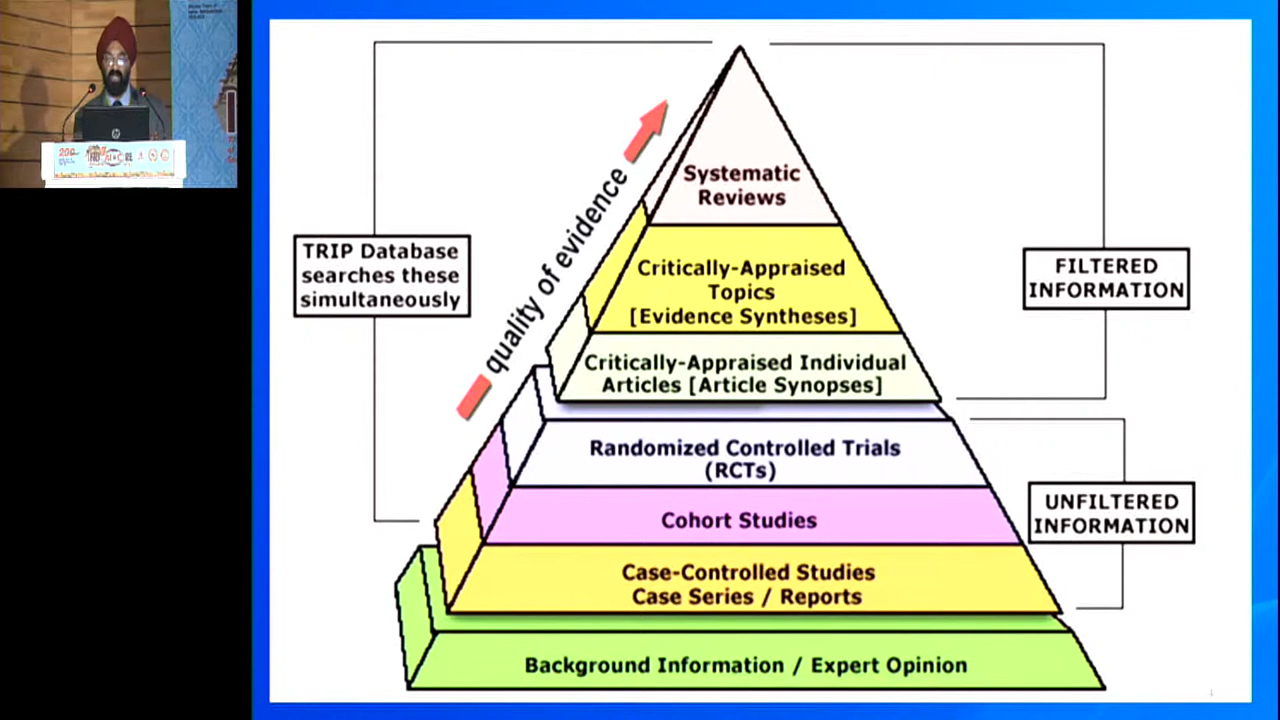 quality of evidence
TRIP Database
searches these
simultaneously
Systematic
Reviews
Critically-Appraised
Topics
[Evidence Syntheses]
Critically-Appraised Individual
Articles [Article Synopses]
FILTERED
INFORMATION
Randomized Controlled Trials
(RCTs)
Cohort Studies
Case-Controlled Studies
Case Series / Reports
UNFILTERED
INFORMATION
Background Information / Expert Opinion